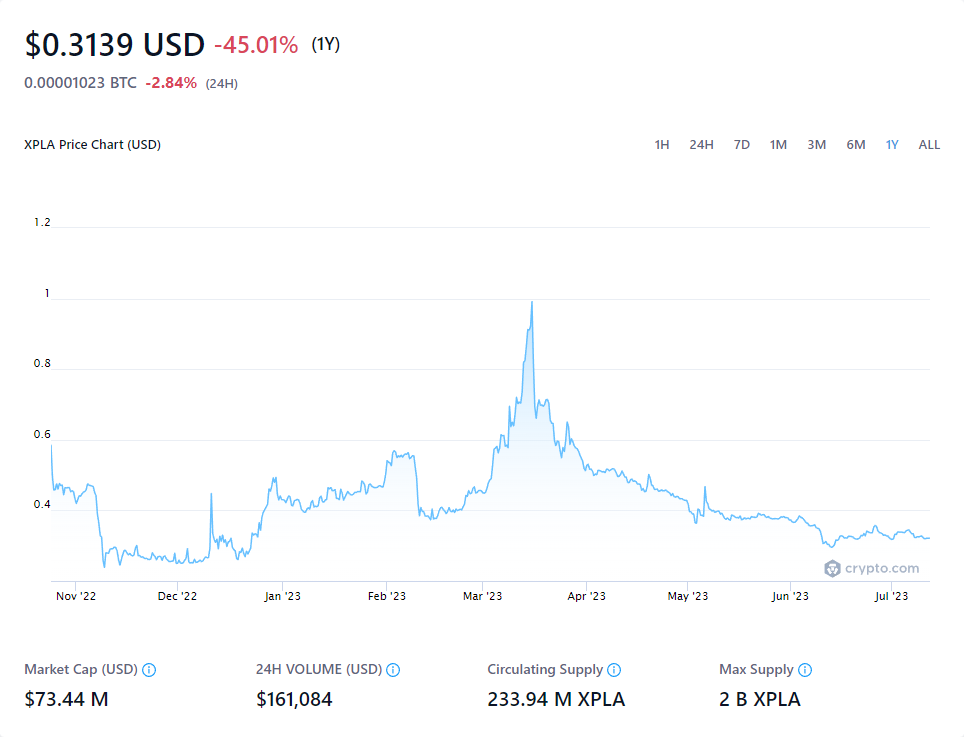 $0.3139 USD -45.01% (1Y)
0.00001023 BTC -2.84% (24H)
XPLA Price Chart (USD) 1H 24H 7D 1M 3M 6M 1Y ALL
1.2
1
0.8
0.6
0.4
crypto.com
Nov '22 Dec '22 Jan '23 Feb '23 Mar '23 Apr '23 May '23 Jun '23 Jul '23
Market Cap (USD) 24H VOLUME (USD) Circulating Supply Max Supply
$73.44 M $161,084 233.94 M XPLA 2 B XPLA